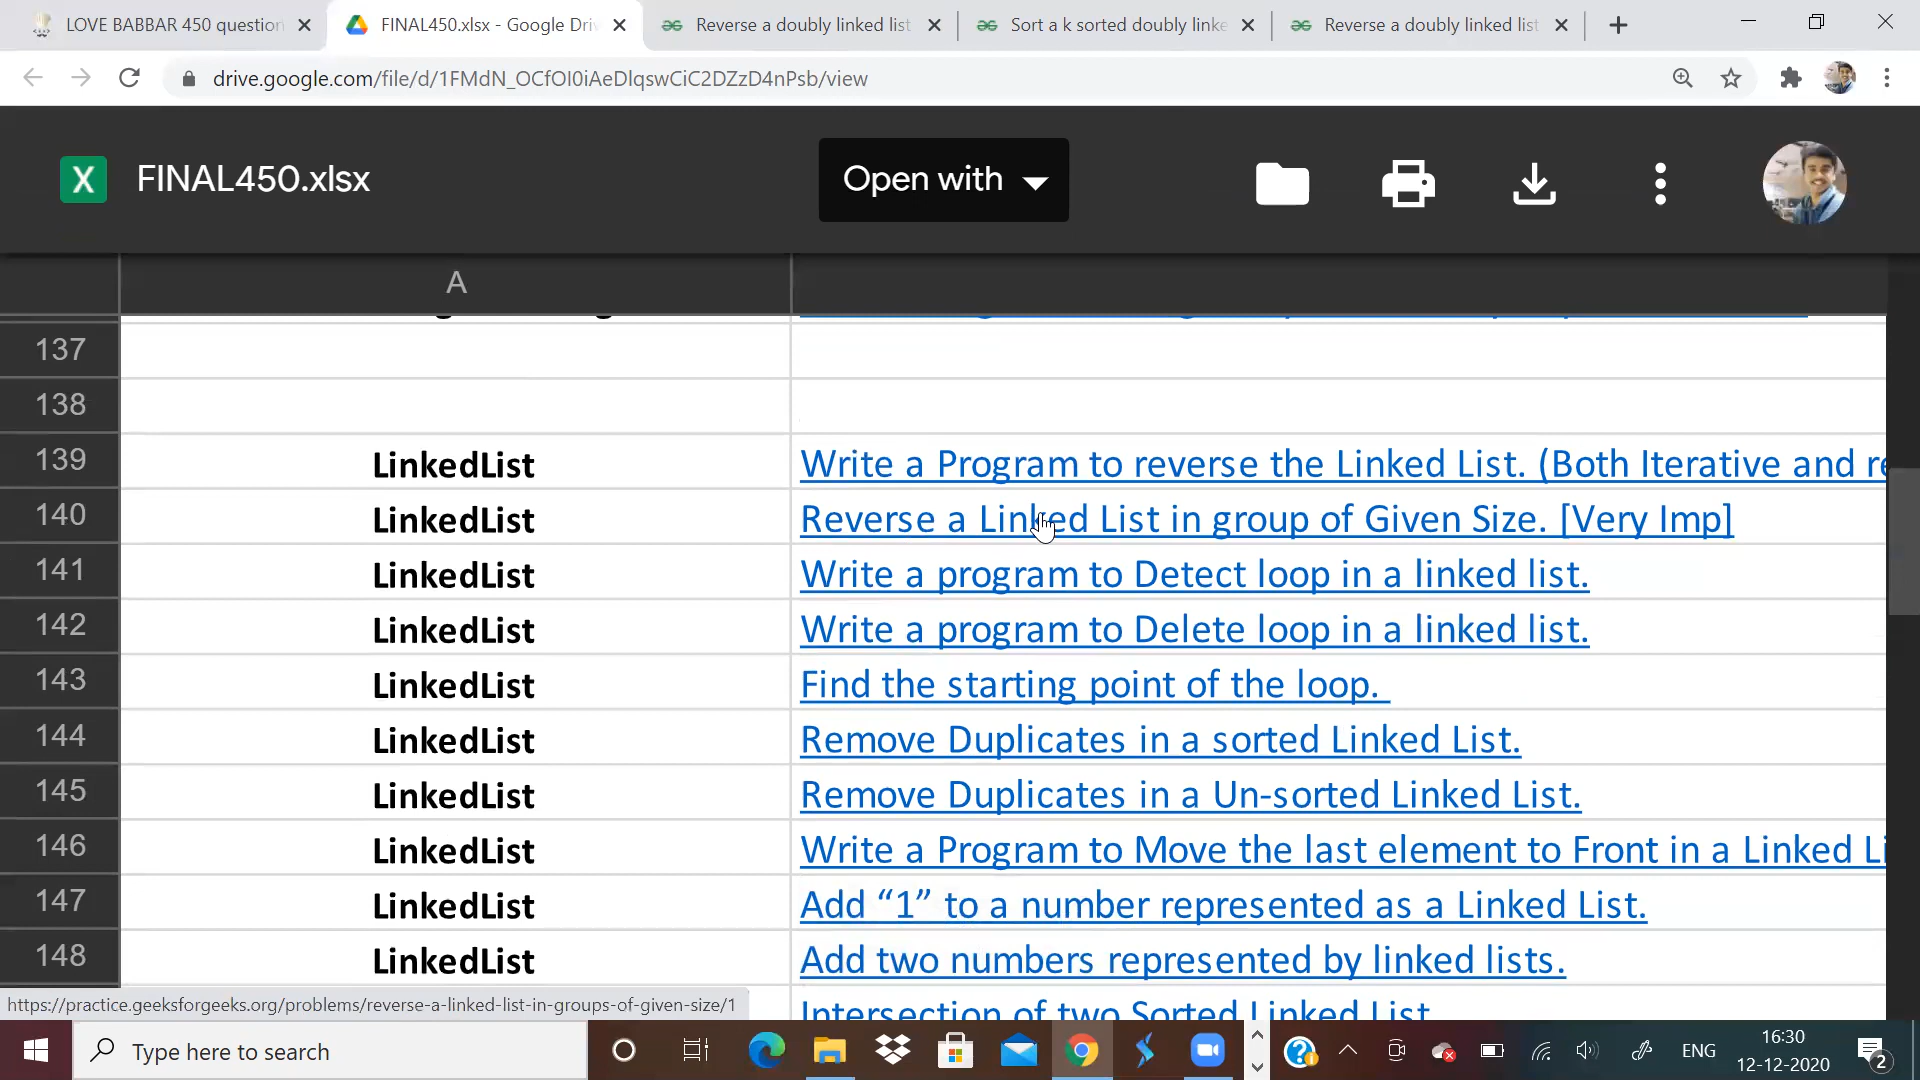 LOVE BABBAR 450 question
FINAL450.xlsx - Google Driv
Reverse a doubly linked list
Sort a k sorted doubly linke
Reverse a doubly linked list
drive.google.com/file/d/1FMdN_OCfOI0iAeDlqswCiC2DZzD4nPsb/view
X
FINAL450.xlsx
Open with
A
137
138
139 LinkedList Write a Program to reverse the Linked List. (Both Iterative and re
140 LinkedList Reverse a Linked List in group of Given Size. [Very Imp]
141 LinkedList Write a program to Detect loop in a linked list.
142 LinkedList Write a program to Delete loop in a linked list.
143 LinkedList Find the starting point of the loop.
144 LinkedList Remove Duplicates in a sorted Linked List.
145 LinkedList Remove Duplicates in a Un-sorted Linked List.
146 LinkedList Write a Program to Move the last element to Front in a Linked Li
147 LinkedList Add “1” to a number represented as a Linked List.
148 LinkedList Add two numbers represented by linked lists.
Intersection of two Sorted Linked List
https://practice.geeksforgeeks.org/problems/reverse-a-linked-list-in-groups-of-given-size/1
Type here to search
ENG
16:30
12-12-2020
2